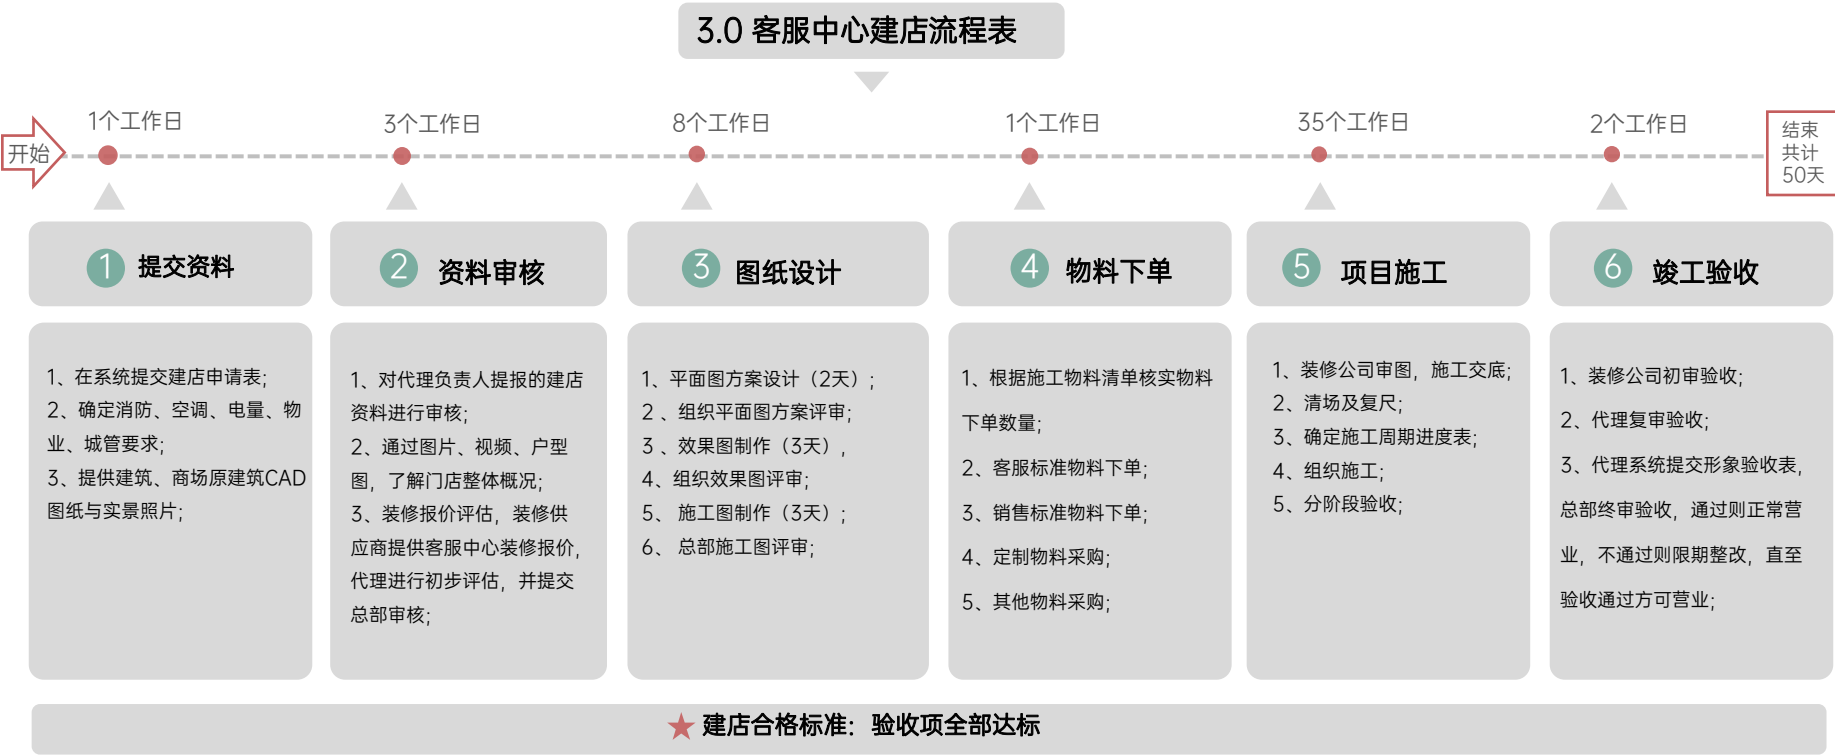 3.0 客服中心建店流程表
1个工作日
3个工作日
8个工作日
1个工作日
35个工作日
2个工作日
开始
结束
共计
50天
1 提交资料
2 资料审核
3 图纸设计
4 物料下单
5 项目施工
6 竣工验收
1、在系统提交建店申请表;
2、确定消防、空调、电量、物
业、城管要求;
3、提供建筑、商场原建筑CAD
图纸与实景照片;
1、对代理负责人提报的建店
资料进行审核;
2、通过图片、视频、户型
图，了解门店整体概况;
3、装修报价评估，装修供
应商提供客服中心装修报价,
代理进行初步评估，并提交
总部审核;
1、平面图方案设计（2天）;
2 、组织平面图方案评审;
3 、效果图制作（3天）,
4、组织效果图评审;
5、 施工图制作（3天）;
6、 总部施工图评审;
1、根据施工物料清单核实物料
下单数量;
2、客服标准物料下单;
3、销售标准物料下单;
4、定制物料采购;
5、其他物料采购;
1、装修公司审图，施工交底;
2、清场及复尺;
3、确定施工周期进度表;
4、组织施工;
5、分阶段验收;
1、装修公司初审验收;
2、代理复审验收;
3、代理系统提交形象验收表,
总部终审验收，通过则正常营
业，不通过则限期整改，直至
验收通过方可营业;
建店合格标准：验收项全部达标